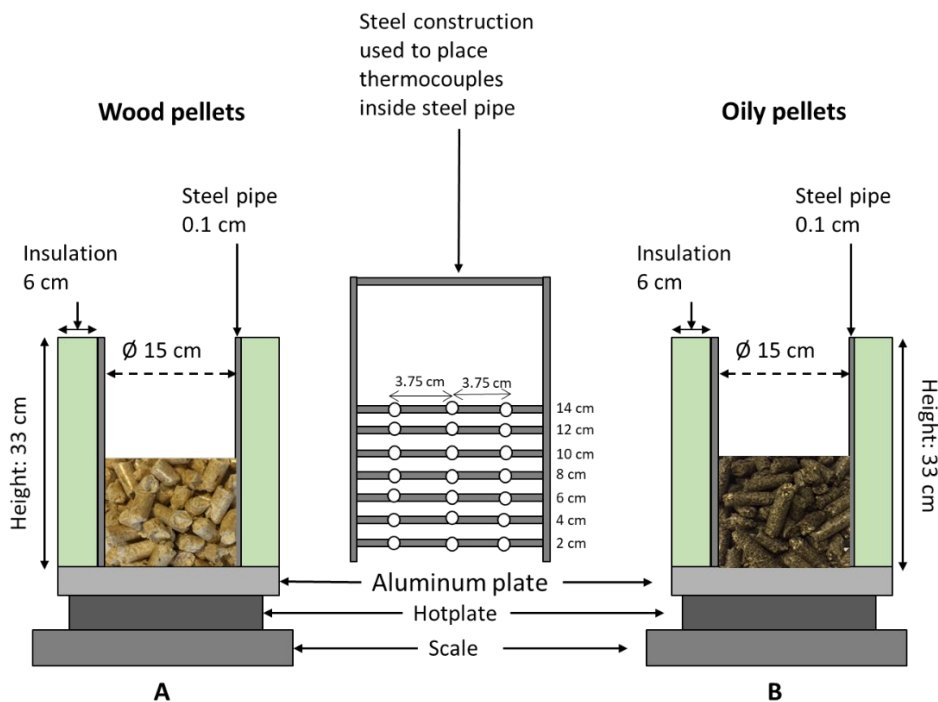 Steel construction
used to place
thermocouples
inside steel pipe
Wood pellets
Oily pellets
Steel pipe
0.1 cm
Steel pipe
0.1 cm
Insulation
6 cm
Insulation
6 cm
Ø 15 cm
Ø 15 cm
3.75 cm
3.75 cm
14 cm
12 cm
10 cm
8 cm
6 cm
4 cm
2 cm
Height: 33 cm
Height: 33 cm
Aluminum plate
Hotplate
Scale
A
B